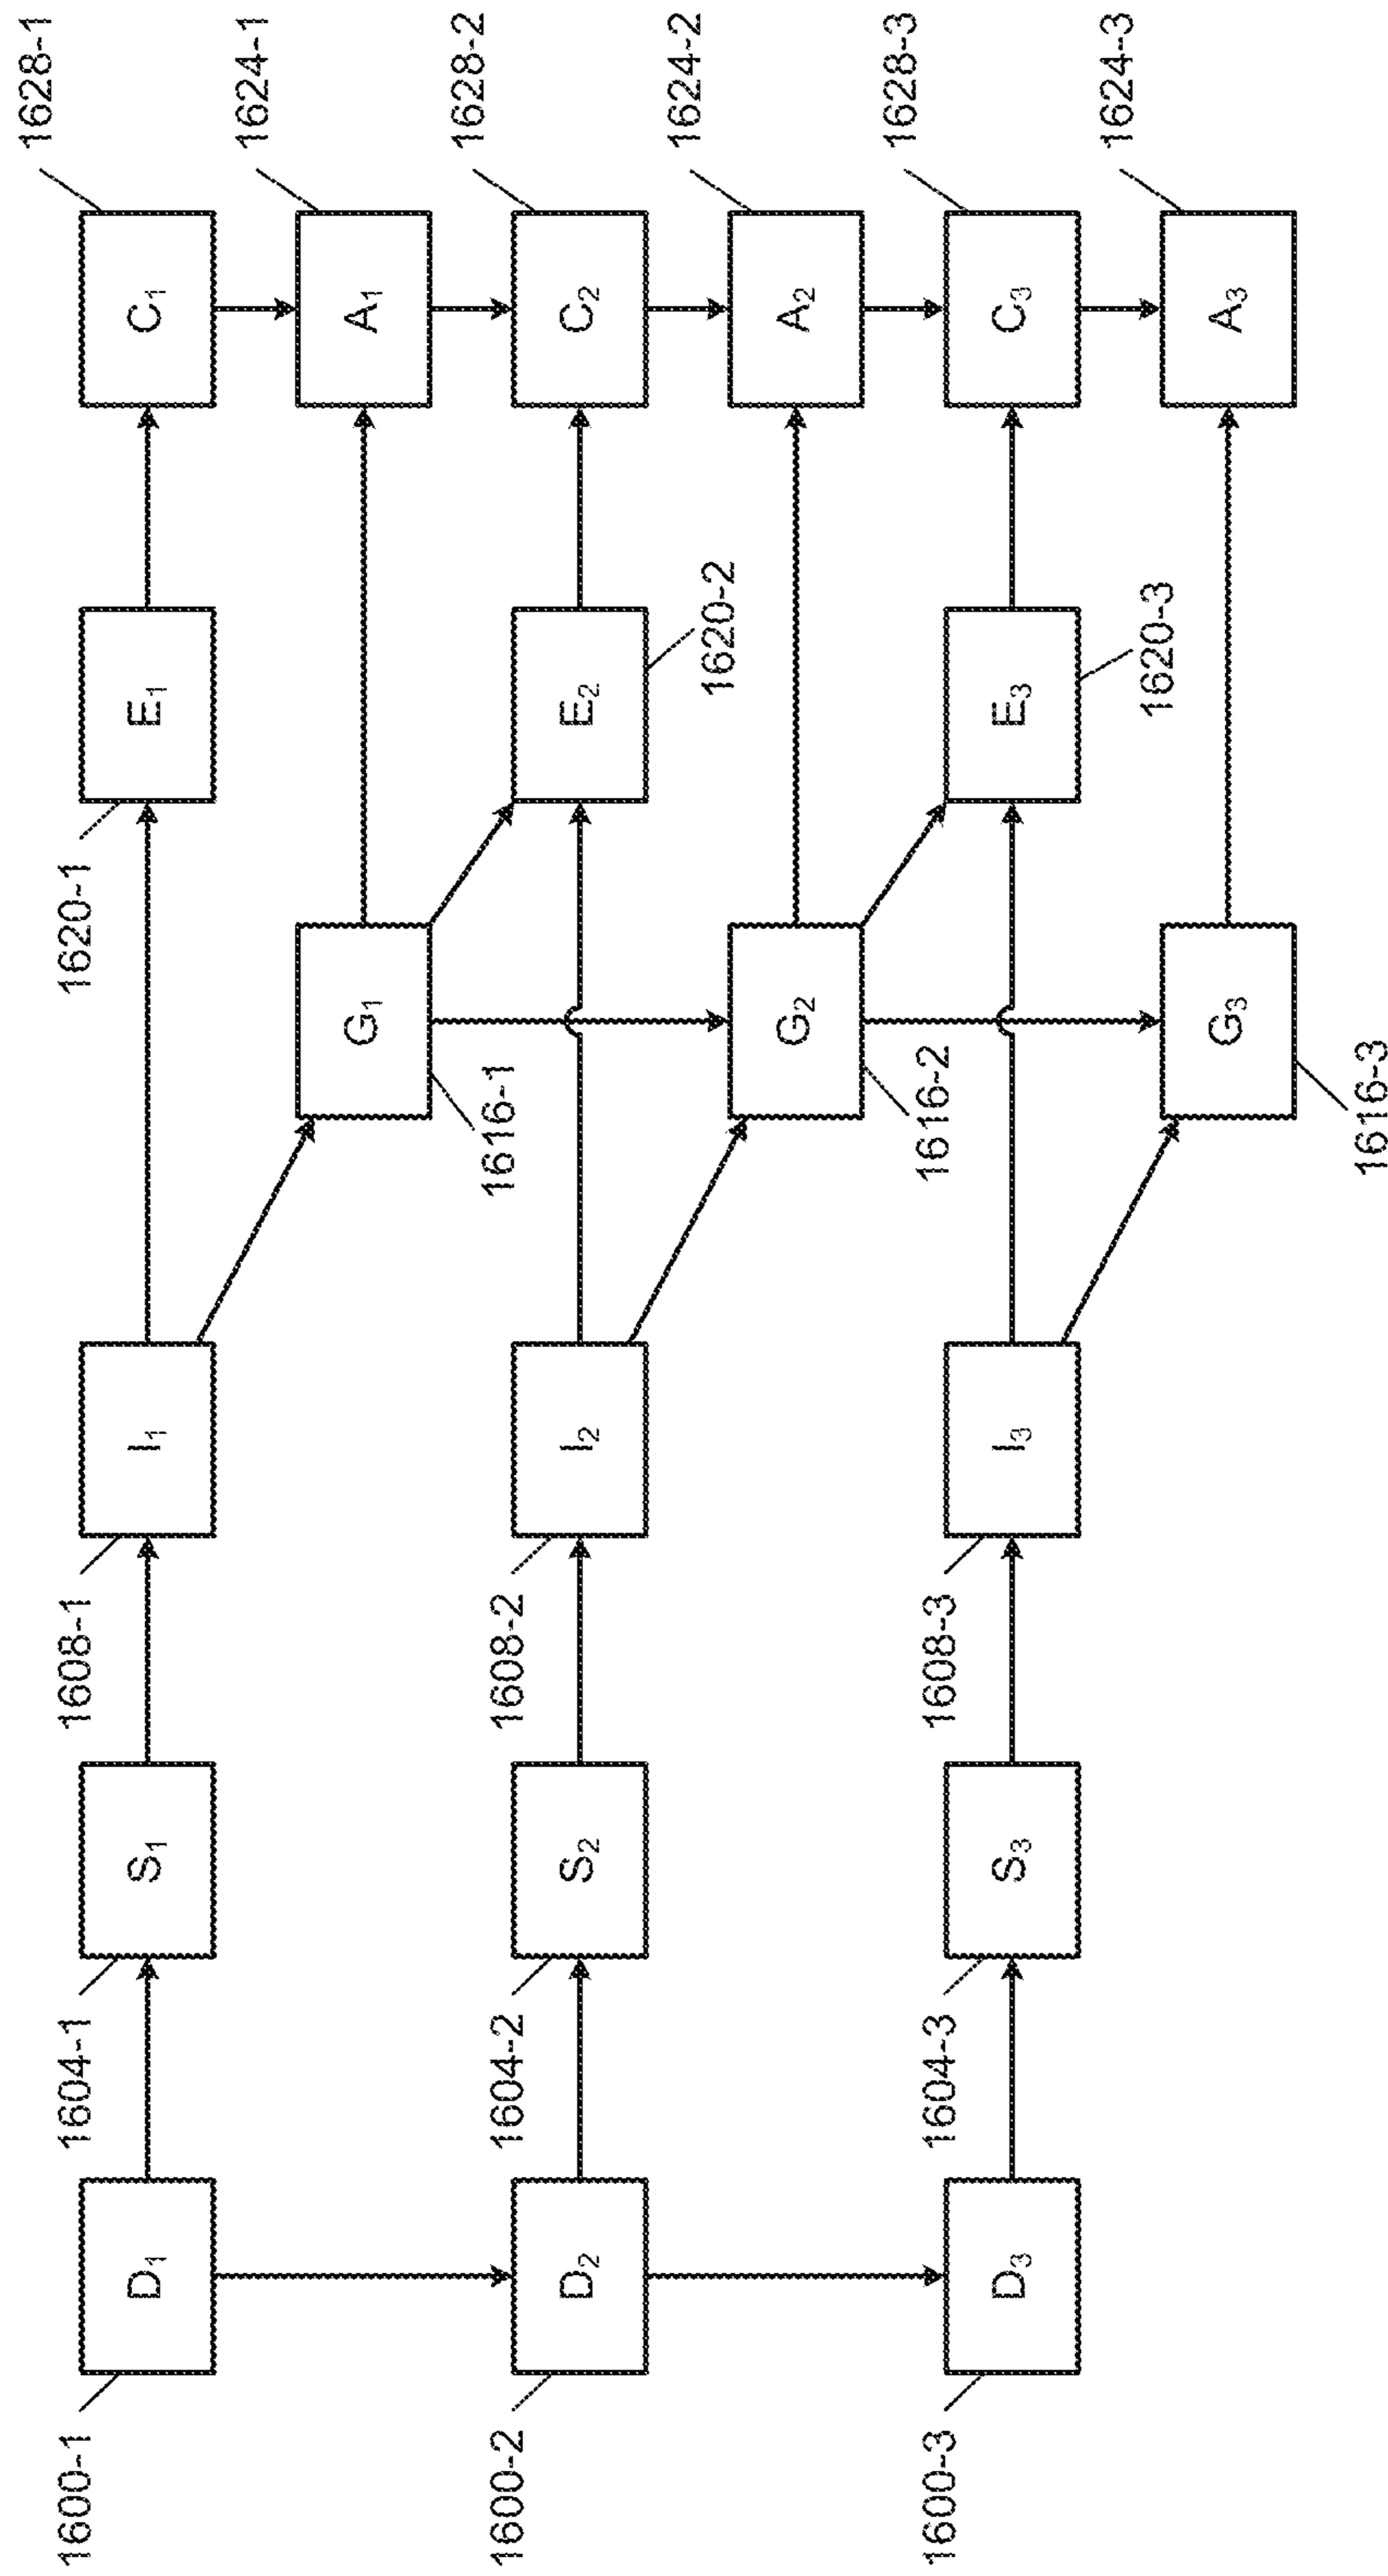 1628-1
1600-1
1604-1
1608-1
1620-1
D₁
S₁
I₁
E₁
C₁
1624-1
G₁
A₁
1628-2
1600-2
1604-2
1608-2
1616-1
D₂
S₂
I₂
E₂
C₂
1624-2
1620-2
G₂
A₂
1628-3
1600-3
1604-3
1608-3
1616-2
D₃
S₃
I₃
E₃
C₃
1624-3
1620-3
G₃
A₃
1616-3